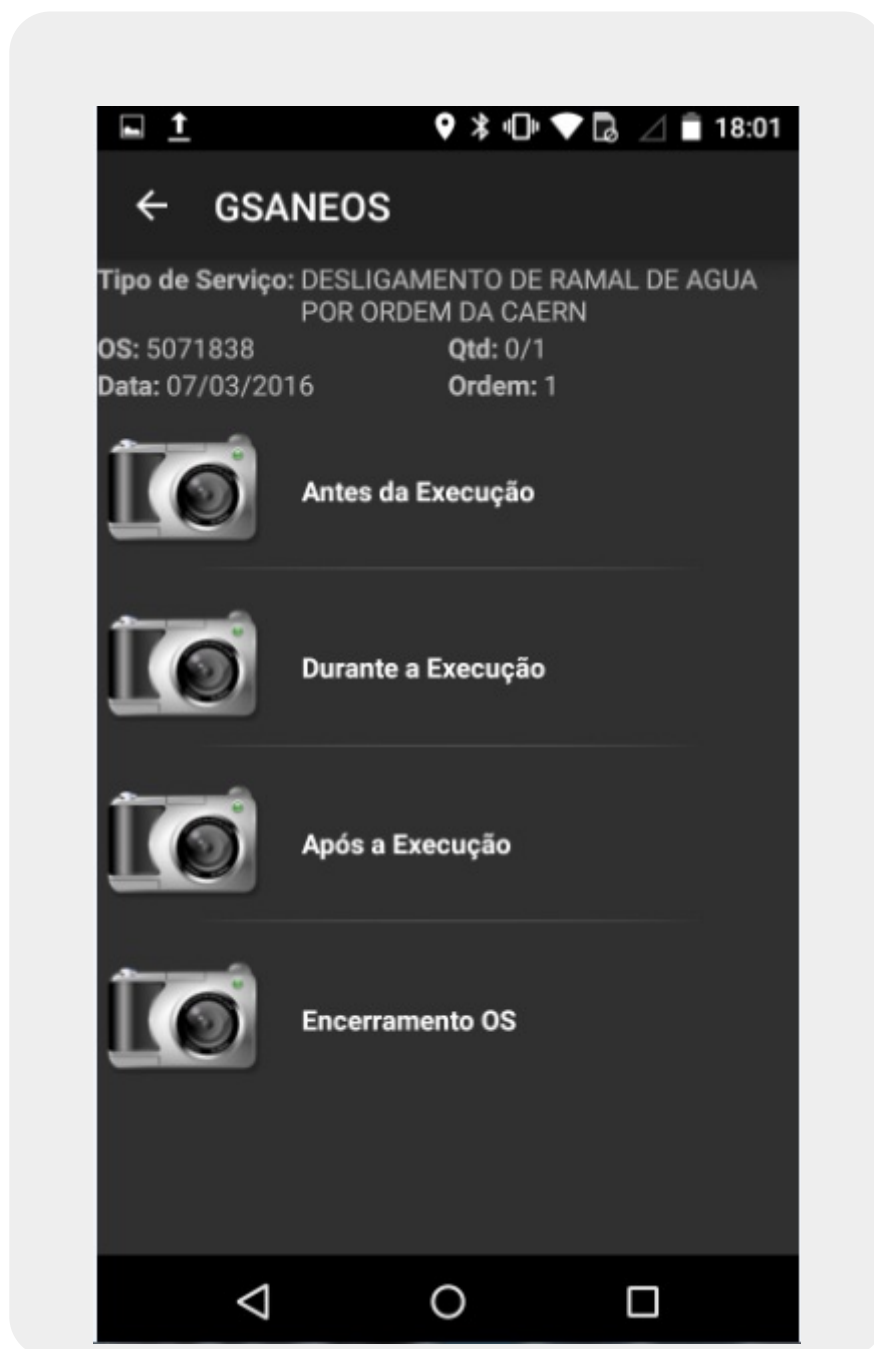 18:01
GSANEOS
Tipo de Serviço: DESLIGAMENTO DE RAMAL DE AGUA
POR ORDEM DA CAERN
OS: 5071838 Qtd: 0/1
Data: 07/03/2016 Ordem: 1
Antes da Execução
Durante a Execução
Após a Execução
Encerramento OS